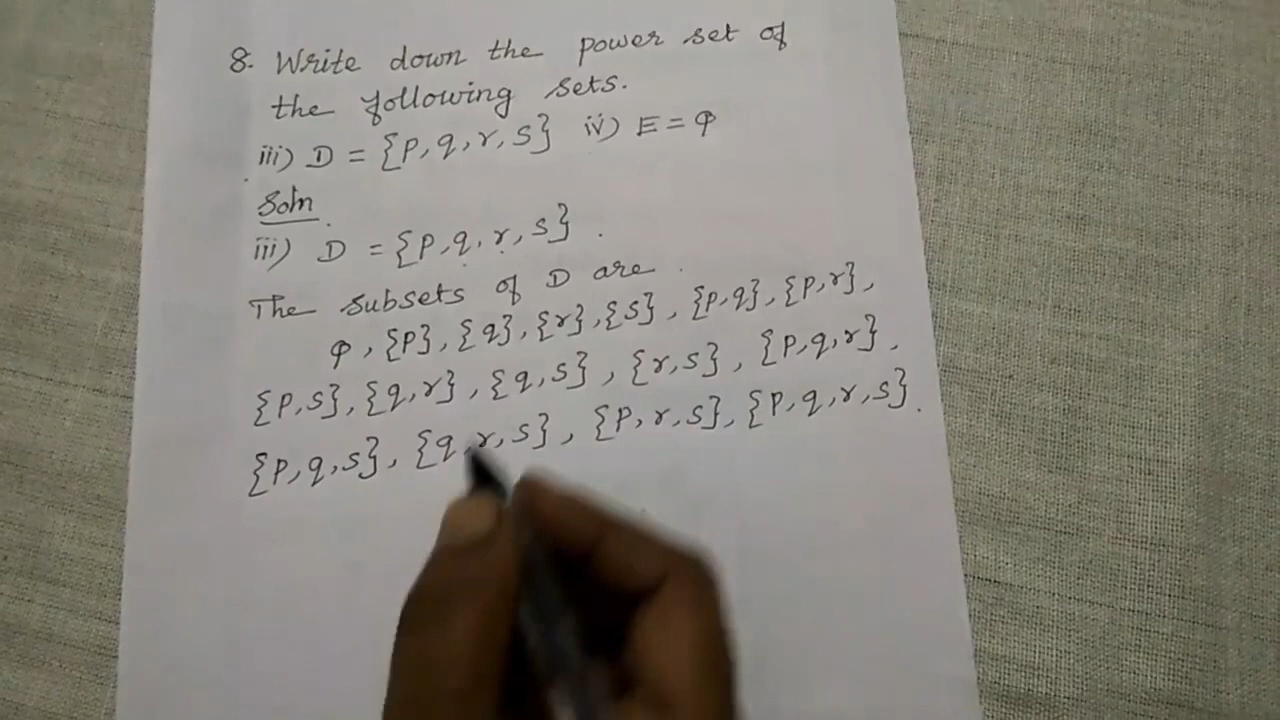 8. Write down the power set of
the following sets.
iii) D = {p, q, r, s} iv) E = φ
Soln
iii) D = {p, q, r, s}.
The subsets of D are
φ, {p}, {q}, {r}, {s}, {p,q}, {p,r},
{p,s}, {q,r}, {q,s}, {r,s}, {p,q,r},
{p,q,s}, {q,r,s}, {p,r,s}, {p,q,r,s}.